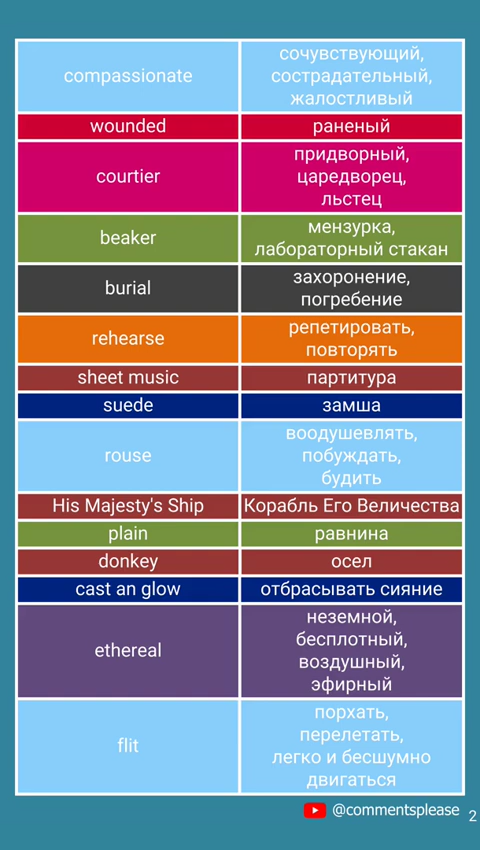 compassionate
сочувствующий,
сострадательный,
жалостливый
wounded
раненый
courtier
придворный,
царедворец,
льстец
beaker
мензурка,
лабораторный стакан
burial
захоронение,
погребение
rehearse
репетировать,
повторять
sheet music
партитура
suede
замша
rouse
воодушевлять,
побуждать,
будить
His Majesty's Ship
Корабль Его Величества
plain
равнина
donkey
осел
cast an glow
отбрасывать сияние
ethereal
неземной,
бесплотный,
воздушный,
эфирный
flit
порхать,
перелетать,
легко и бесшумно
двигаться
@commentsplease
2